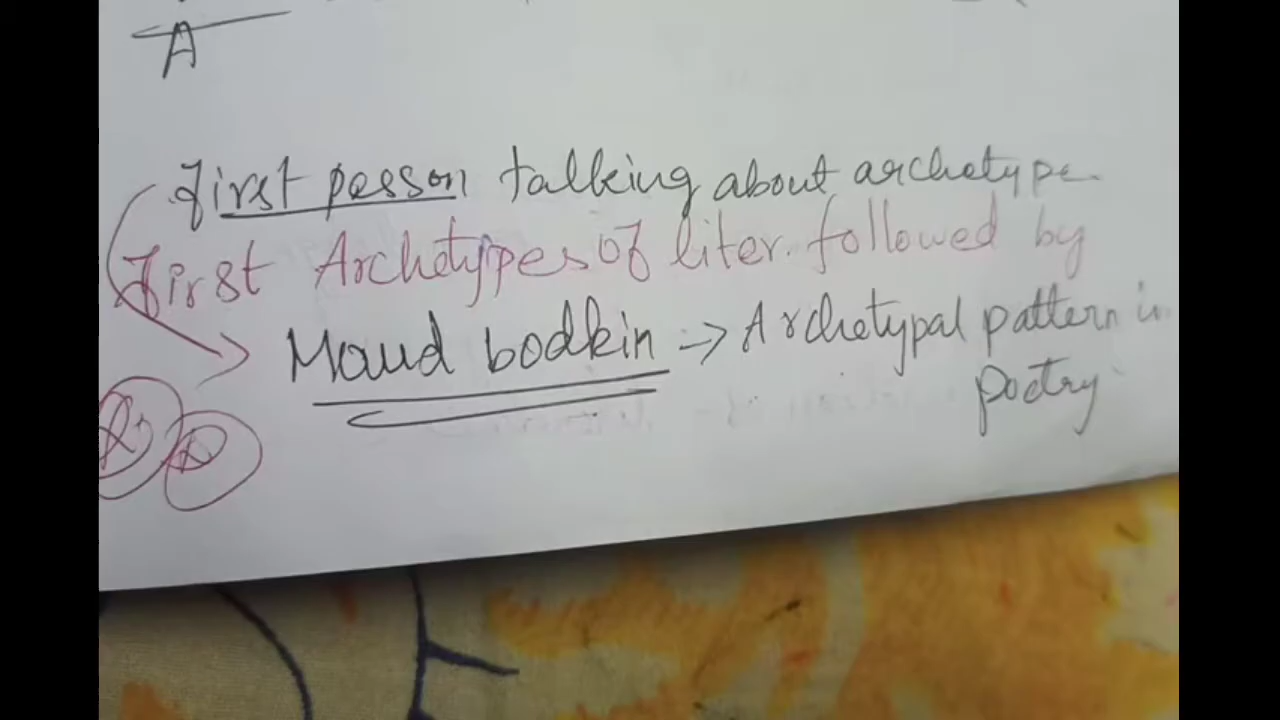 A
first person talking about archetype.
first Archetypes of liter. followed by
Maud bodkin → Archetypal pattern in
poetry